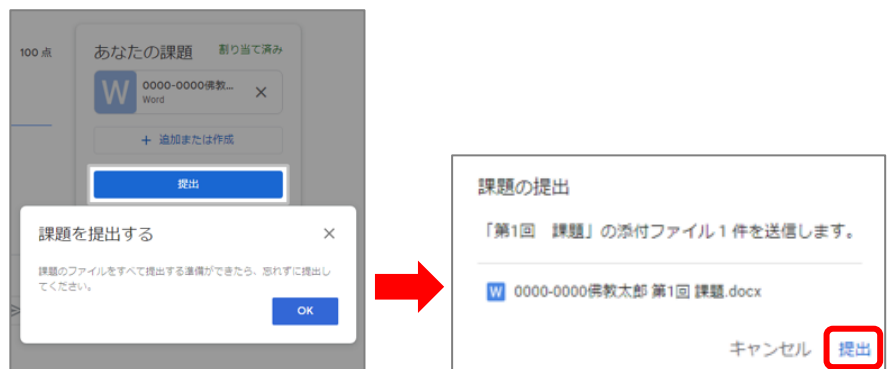 100 点
あなたの課題 割り当て済み
W 0000-0000佛教...
Word
+ 追加または作成
提出
課題を提出する
課題のファイルをすべて提出する準備ができたら、忘れずに提出し
てください。
OK
課題の提出
「第1回 課題」の添付ファイル 1 件を送信します。
W 0000-0000佛教太郎 第1回 課題.docx
キャンセル 提出